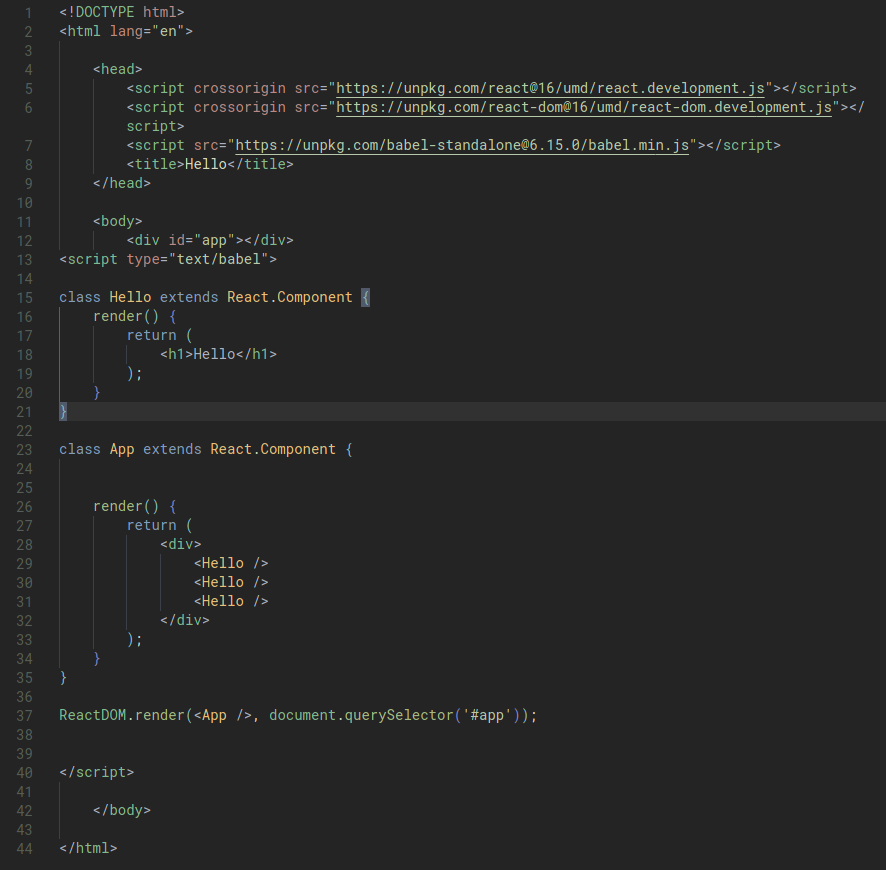 1 <!DOCTYPE html>
2 <html lang="en">
3
4     <head>
5         <script crossorigin src="https://unpkg.com/react@16/umd/react.development.js"></script>
6         <script crossorigin src="https://unpkg.com/react-dom@16/umd/react-dom.development.js"></
          script>
7         <script src="https://unpkg.com/babel-standalone@6.15.0/babel.min.js"></script>
8         <title>Hello</title>
9     </head>
10
11     <body>
12         <div id="app"></div>
13 <script type="text/babel">
14
15 class Hello extends React.Component {
16     render() {
17         return (
18             <h1>Hello</h1>
19         );
20     }
21 }
22
23 class App extends React.Component {
24
25
26     render() {
27         return (
28             <div>
29                 <Hello />
30                 <Hello />
31                 <Hello />
32             </div>
33         );
34     }
35 }
36
37 ReactDOM.render(<App />, document.querySelector('#app'));
38
39
40 </script>
41
42     </body>
43
44 </html>